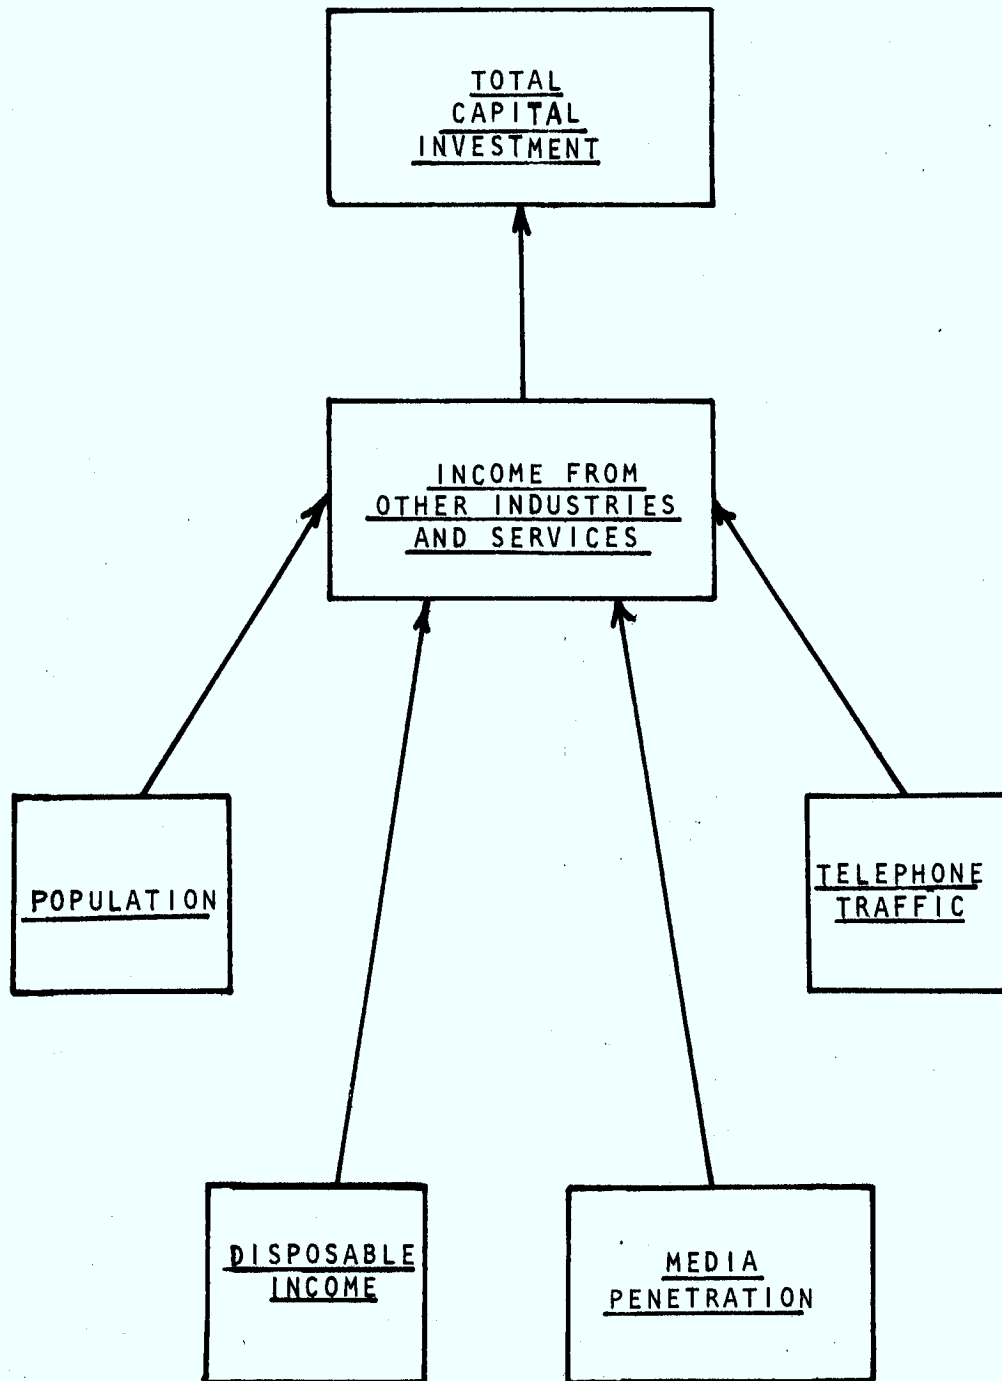 TOTAL
CAPITAL
INVESTMENT
INCOME FROM
OTHER INDUSTRIES
AND SERVICES
POPULATION
TELEPHONE
TRAFFIC
DISPOSABLE
INCOME
MEDIA
PENETRATION